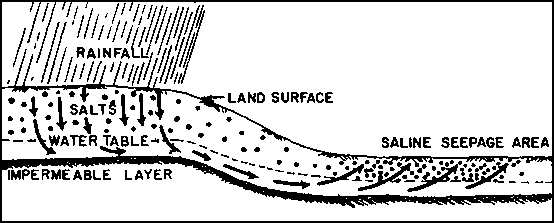 RAINFALL
LAND SURFACE
SALTS
WATER TABLE
SALINE SEEPAGE AREA
IMPERMEABLE LAYER